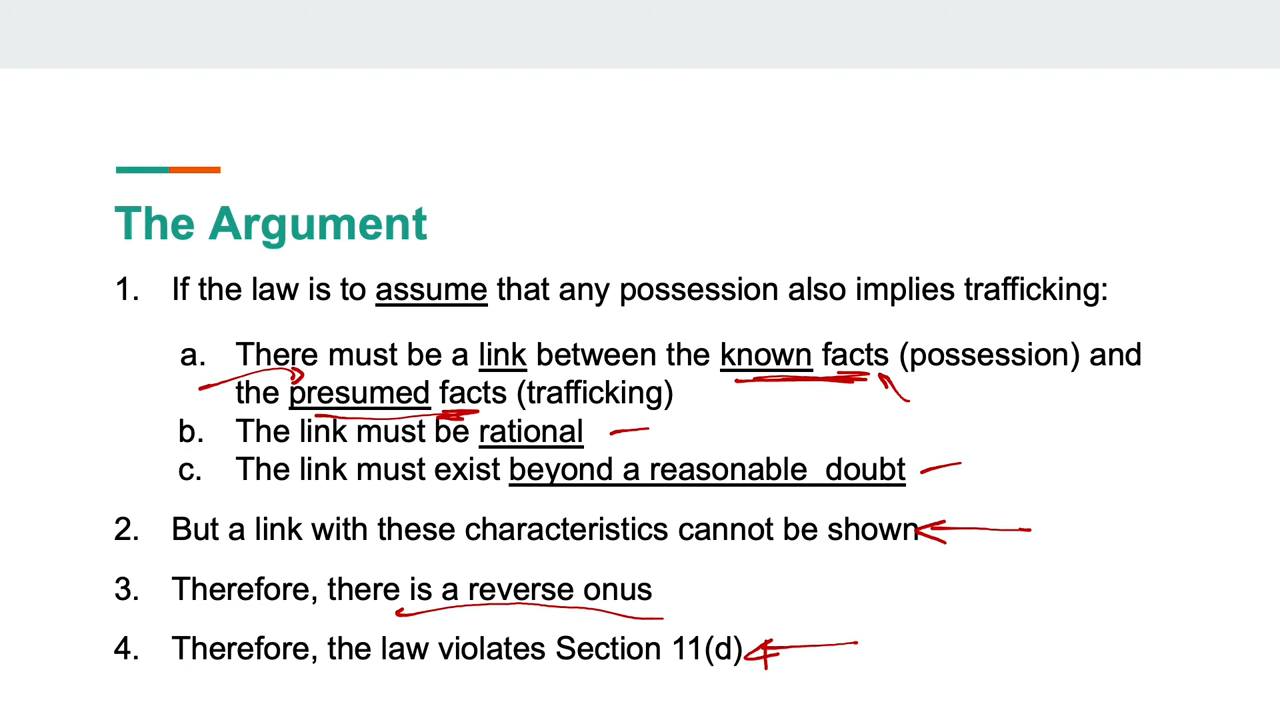 The Argument
1. If the law is to assume that any possession also implies trafficking:
a. There must be a link between the known facts (possession) and
the presumed facts (trafficking)
b. The link must be rational
c. The link must exist beyond a reasonable doubt
2. But a link with these characteristics cannot be shown
3. Therefore, there is a reverse onus
4. Therefore, the law violates Section 11(d)